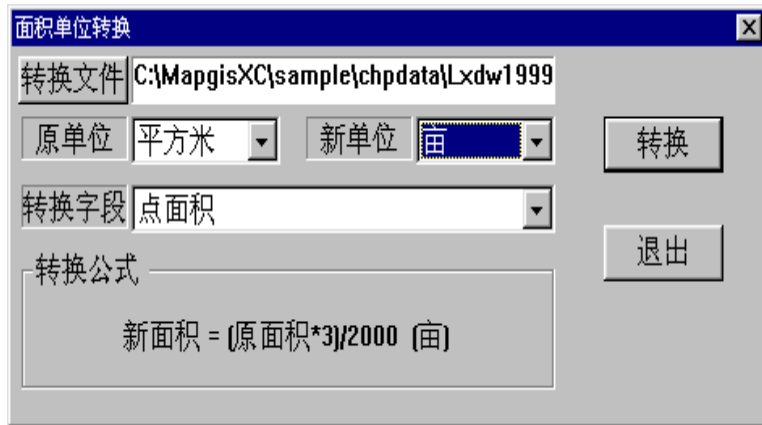 面积单位转换
转换文件 C:\MapgisXC\sample\chpdata\Lxdw1999
原单位 平方米 新单位 亩 转换
转换字段 点面积
退出
转换公式
新面积 = (原面积*3)/2000 (亩)